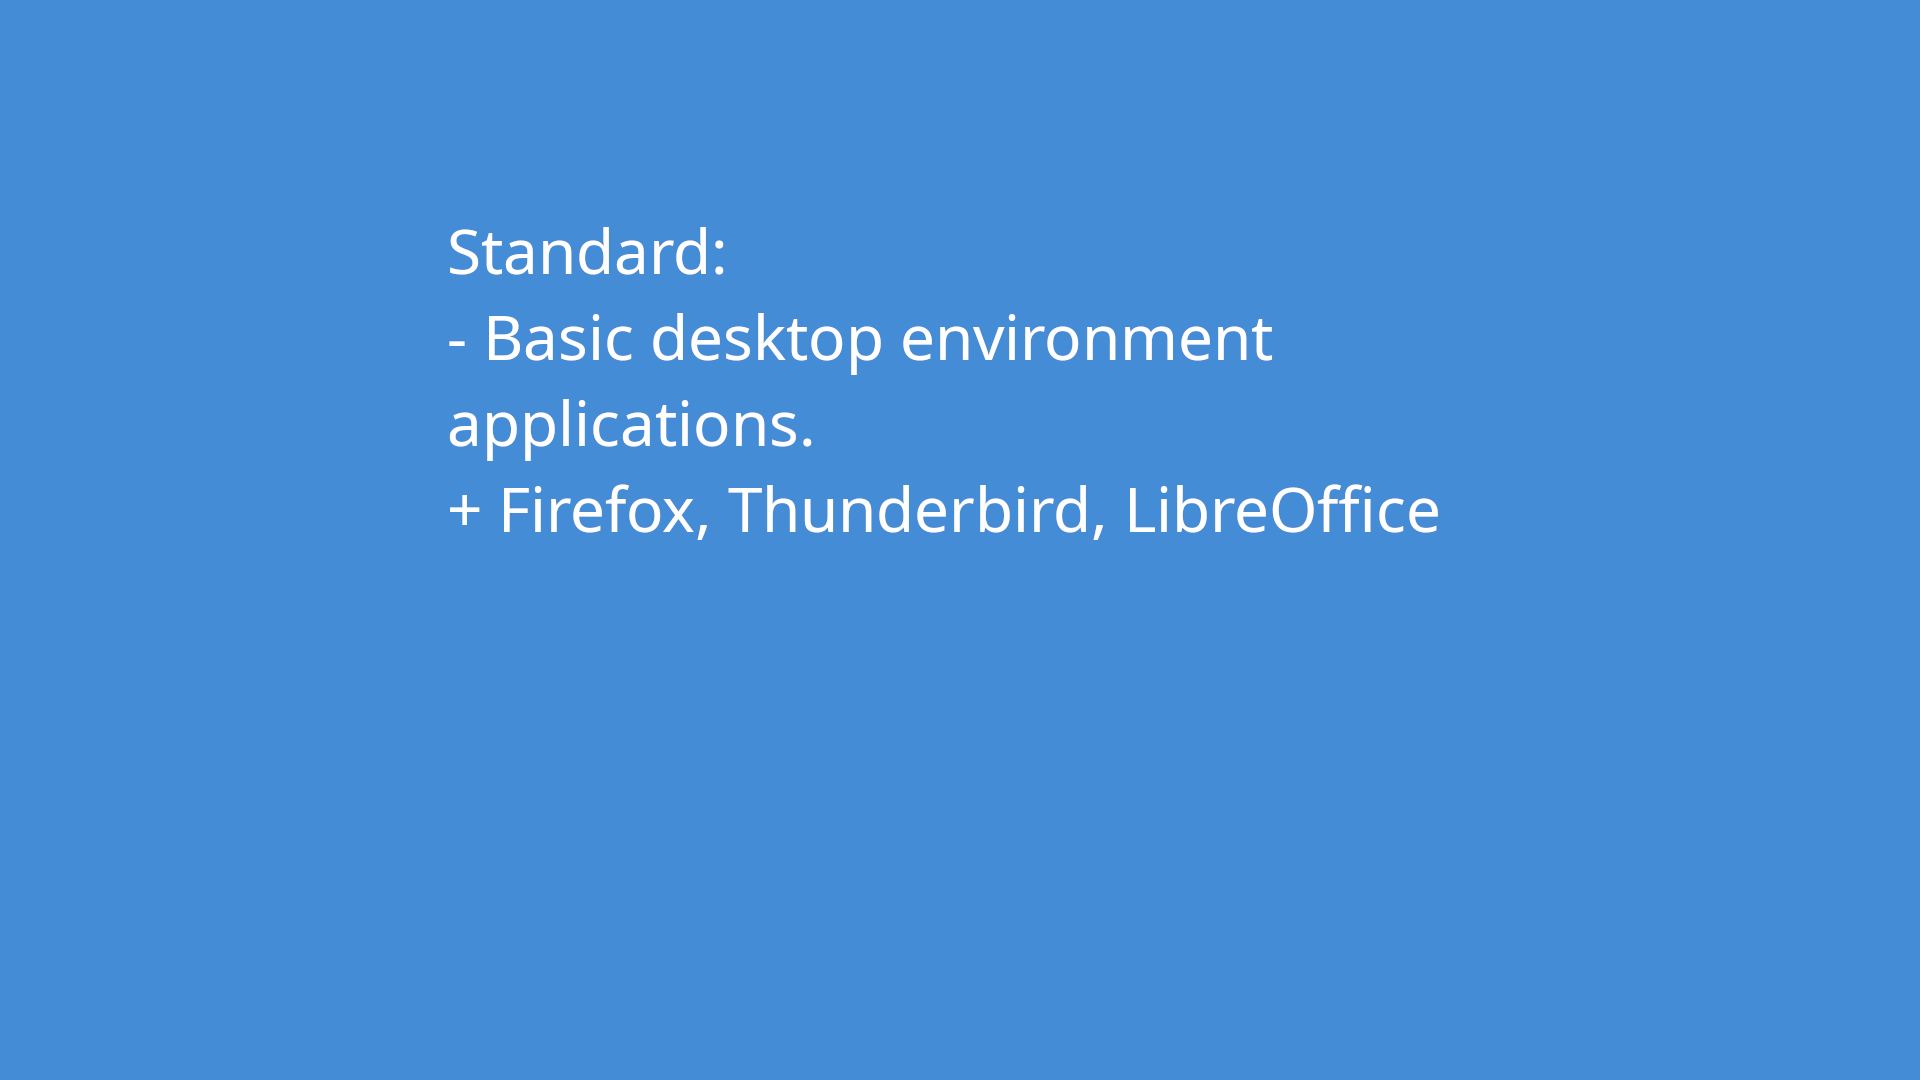 Standard:
- Basic desktop environment
applications.
+ Firefox, Thunderbird, LibreOffice